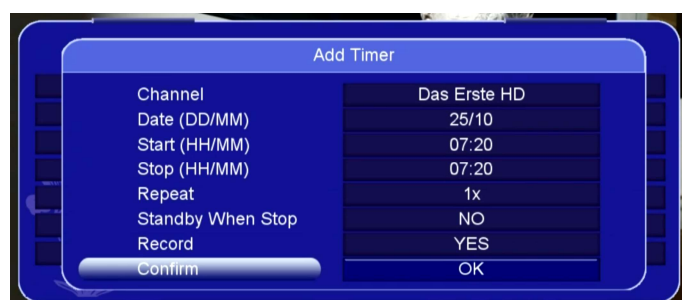 Add Timer
Channel Das Erste HD
Date (DD/MM) 25/10
Start (HH/MM) 07:20
Stop (HH/MM) 07:20
Repeat 1x
Standby When Stop NO
Record YES
Confirm OK